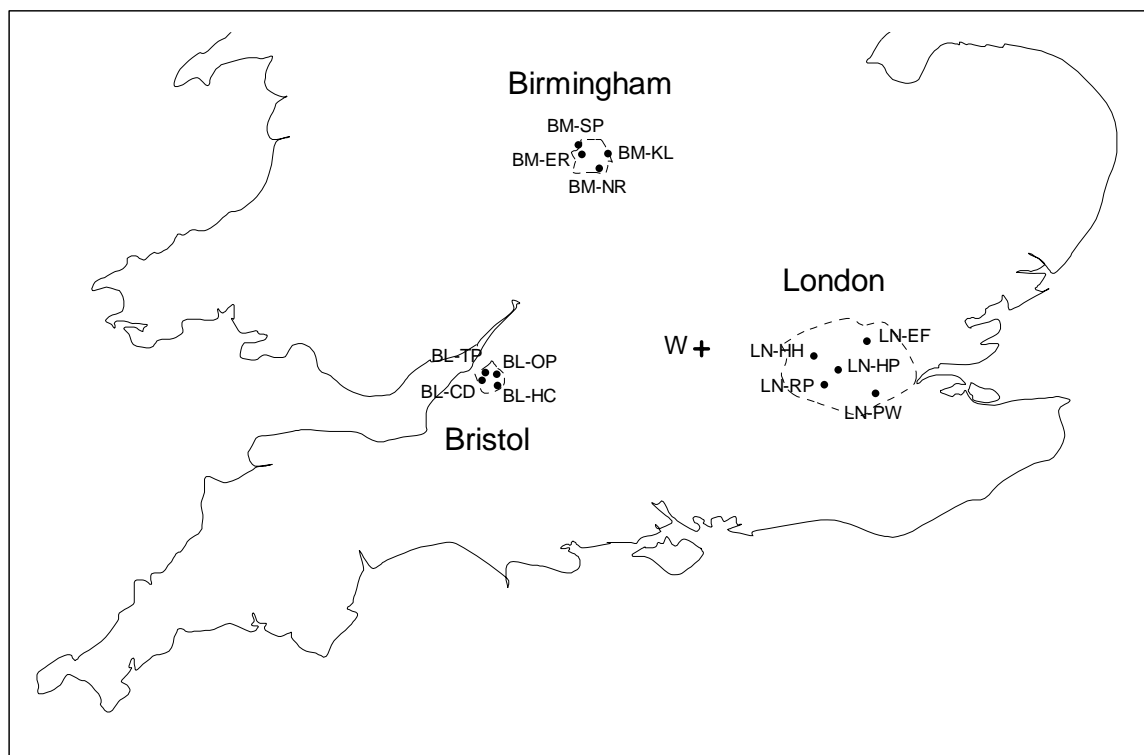 Birmingham
BM-SP
BM-ER
BM-KL
BM-NR
London
LN-EF
W
LN-HH
LN-HP
LN-RP
LN-PW
BL-TP
BL-OP
BL-CD
BL-HC
Bristol